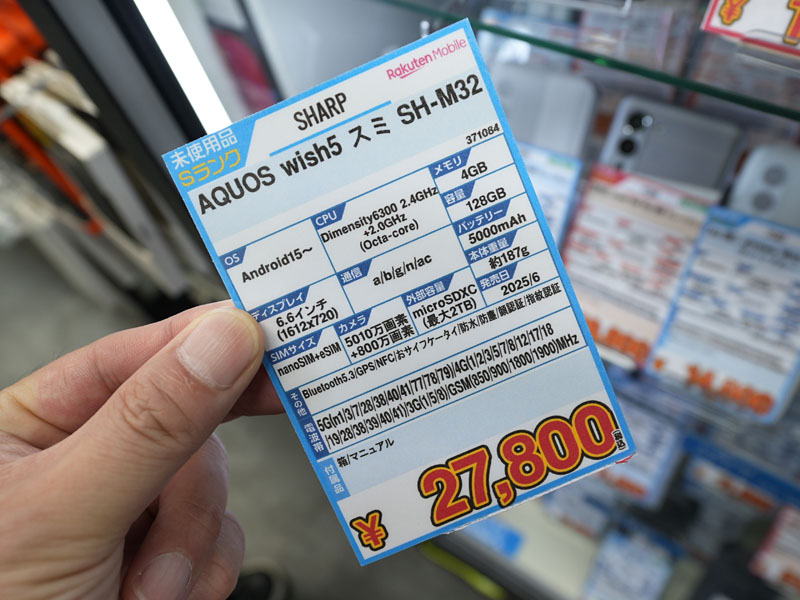 Rakuten Mobile
未使用品
Sランク
SHARP
AQUOS wish5 スミ SH-M32
371064
OS
Android15～
CPU
Dimensity6300 2.4GHz
+2.0GHz
(Octa-core)
メモリ
4GB
容量
128GB
バッテリー
5000mAh
本体重量
約187g
発売日
2025/6
ディスプレイ
6.6インチ
(1612x720)
通信
a/b/g/n/ac
外部容量
microSDXC
(最大2TB)
カメラ
5010万画素
+800万画素
SIMサイズ
nanoSIM+eSIM
その他
Bluetooth5.3/GPS/NFC/おサイフケータイ/防水/防塵/顔認証/指紋認証
電波帯
5G(n1/3/7/28/38/40/41/77/78/79)/4G(1/2/3/5/7/8/12/17/18
/19/28/38/39/40/41)/3G(1/5/8)/GSM(850/900/1800/1900)MHz
付属品
箱/マニュアル
¥27,800(税込)